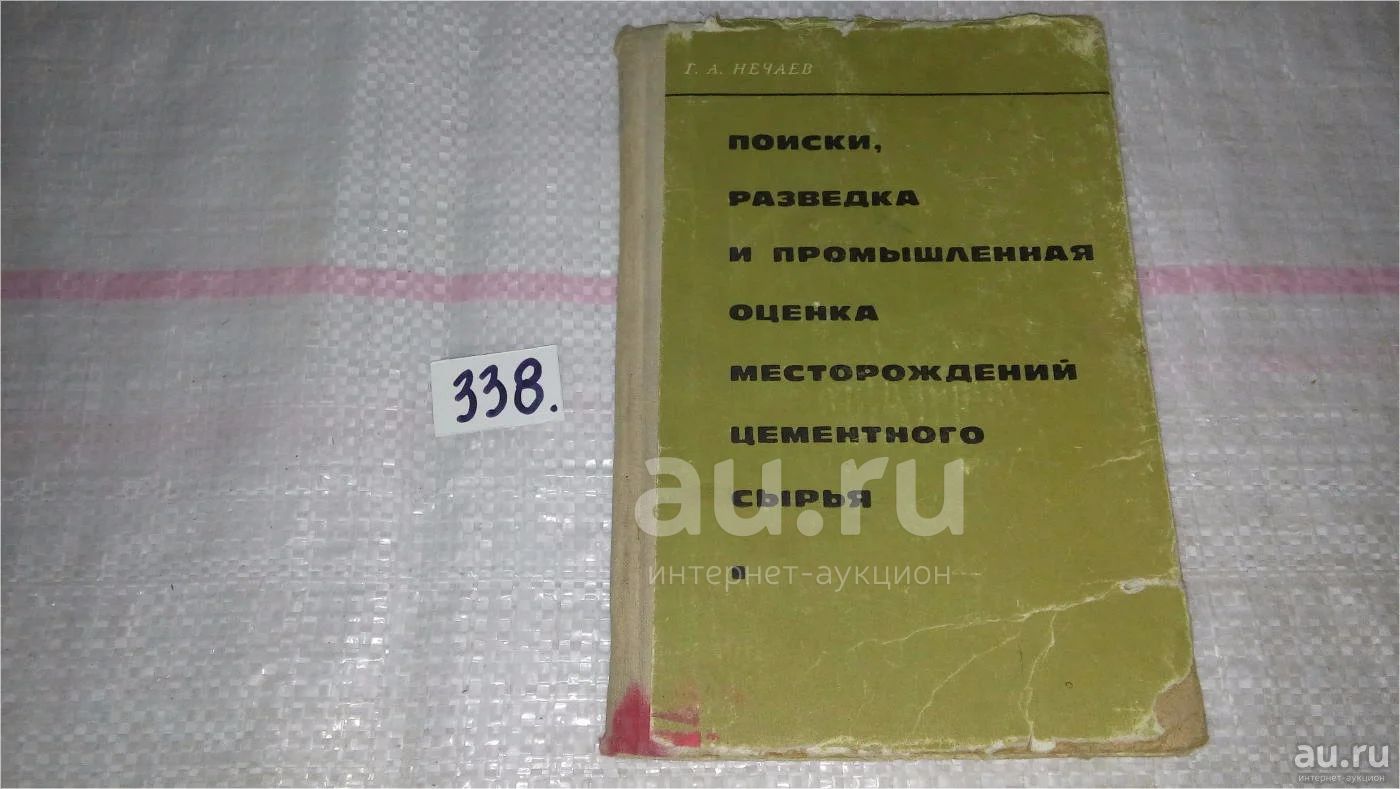 Г. А. НЕЧАЕВ
ПОИСКИ,
РАЗВЕДКА
И ПРОМЫШЛЕННАЯ
ОЦЕНКА
МЕСТОРОЖДЕНИЙ
ЦЕМЕНТНОГО
СЫРЬЯ
338.
au.ru
интернет-аукцион
au.ru
интернет-аукцион